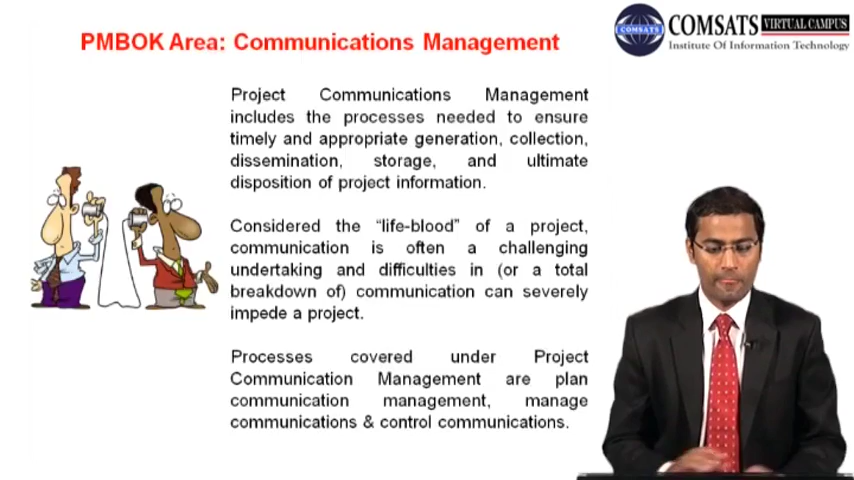 PMBOK Area: Communications Management
COMSATS
COMSATS VIRTUAL CAMPUS
Institute Of Information Technology
Project Communications Management
includes the processes needed to ensure
timely and appropriate generation, collection,
dissemination, storage, and ultimate
disposition of project information.
Considered the “life-blood” of a project,
communication is often a challenging
undertaking and difficulties in (or a total
breakdown of) communication can severely
impede a project.
Processes covered under Project
Communication Management are plan
communication management, manage
communications & control communications.